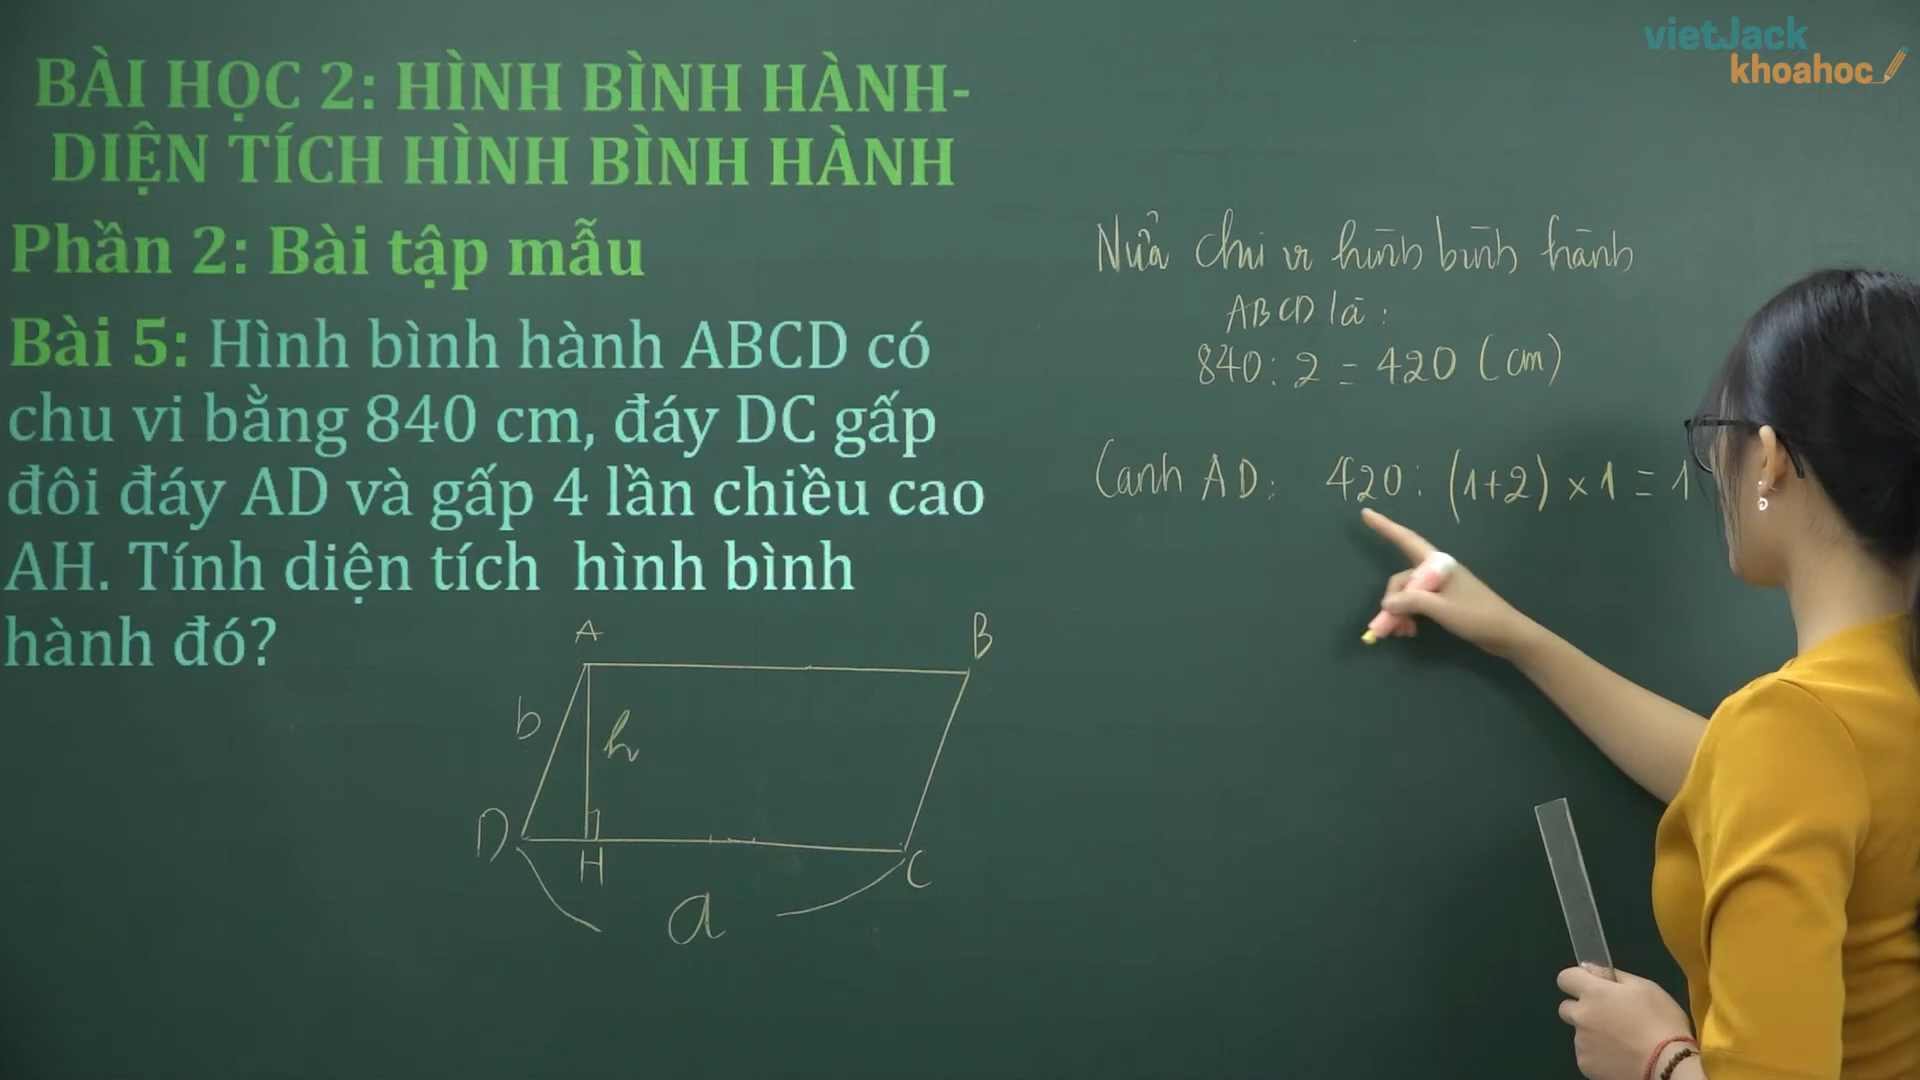 vietJack
khoahoc
BÀI HỌC 2: HÌNH BÌNH HÀNH-
DIỆN TÍCH HÌNH BÌNH HÀNH
Phần 2: Bài tập mẫu
Bài 5: Hình bình hành ABCD có
chu vi bằng 840 cm, đáy DC gấp
đôi đáy AD và gấp 4 lần chiều cao
AH. Tính diện tích hình bình
hành đó?
A
B
b
h
D
H
C
a
Nửa chu vi hình bình hành
ABCD là:
840 : 2 = 420 (cm)
Cạnh AD: 420 : (1+2) × 1 = 1